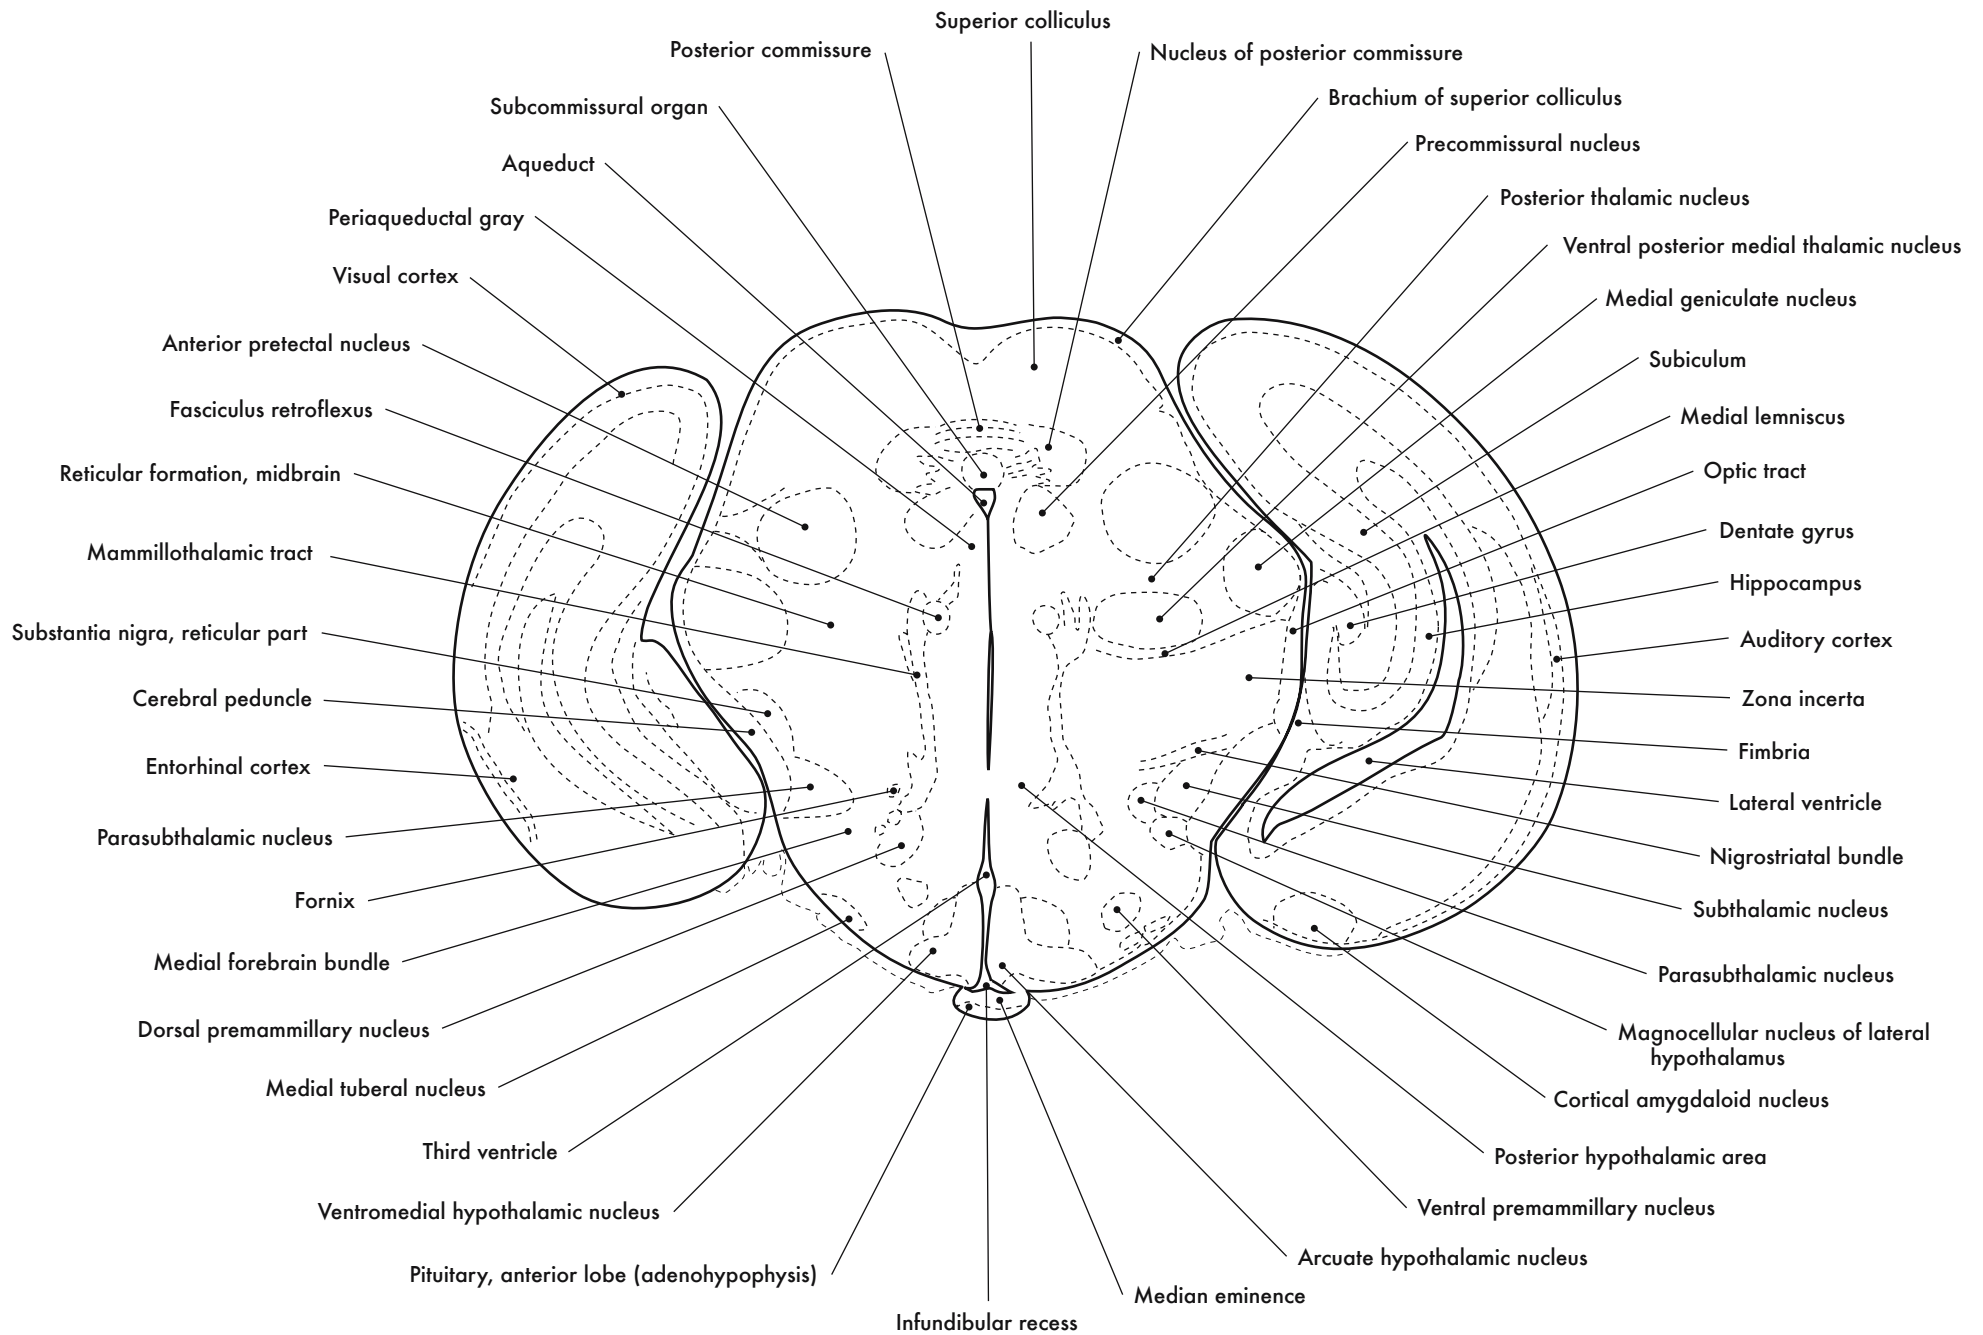 Superior colliculus
Posterior commissure
Nucleus of posterior commissure
Subcommissural organ
Brachium of superior colliculus
Aqueduct
Precommissural nucleus
Periaqueductal gray
Posterior thalamic nucleus
Visual cortex
Ventral posterior medial thalamic nucleus
Anterior pretectal nucleus
Medial geniculate nucleus
Fasciculus retroflexus
Subiculum
Reticular formation, midbrain
Medial lemniscus
Mammillothalamic tract
Optic tract
Substantia nigra, reticular part
Dentate gyrus
Cerebral peduncle
Hippocampus
Entorhinal cortex
Auditory cortex
Parasubthalamic nucleus
Zona incerta
Fornix
Fimbria
Medial forebrain bundle
Lateral ventricle
Dorsal premammillary nucleus
Nigrostriatal bundle
Medial tuberal nucleus
Subthalamic nucleus
Third ventricle
Parasubthalamic nucleus
Ventromedial hypothalamic nucleus
Magnocellular nucleus of lateral
hypothalamus
Pituitary, anterior lobe (adenohypophysis)
Cortical amygdaloid nucleus
Posterior hypothalamic area
Ventral premammillary nucleus
Arcuate hypothalamic nucleus
Median eminence
Infundibular recess